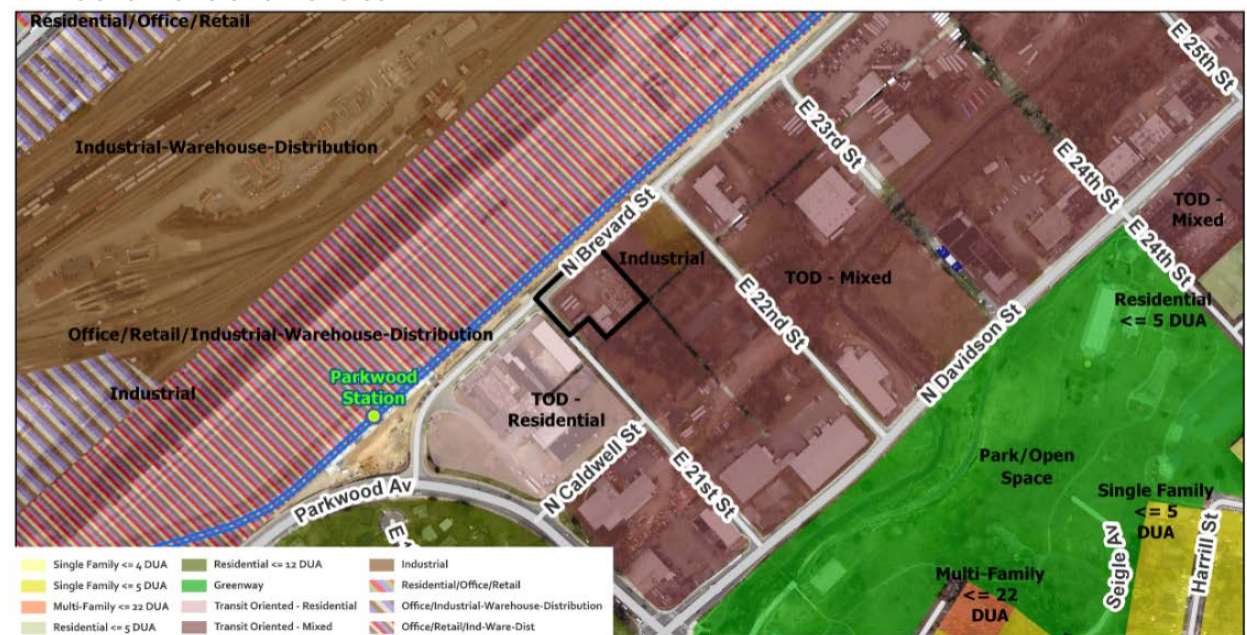 Residential/Office/Retail
E 25th St
E 23rd St
Industrial-Warehouse-Distribution
E 24th St
TOD -
Mixed
N Brevard St
E 24th St
Industrial
TOD - Mixed
E 22nd St
Residential
<= 5 DUA
Office/Retail/Industrial-Warehouse-Distribution
N Davidson St
Parkwood
Station
Industrial
TOD -
Residential
N Caldwell St
E 21st St
Park/Open
Space
Parkwood Av
Single Family
<= 5
DUA
Seigle Av
Harrill St
Multi-Family
<= 22
DUA
Single Family <= 4 DUA
Single Family <= 5 DUA
Multi-Family <= 22 DUA
Residential <= 5 DUA
Residential <= 12 DUA
Greenway
Transit Oriented - Residential
Transit Oriented - Mixed
Industrial
Residential/Office/Retail
Office/Industrial-Warehouse-Distribution
Office/Retail/Ind-Ware-Dist